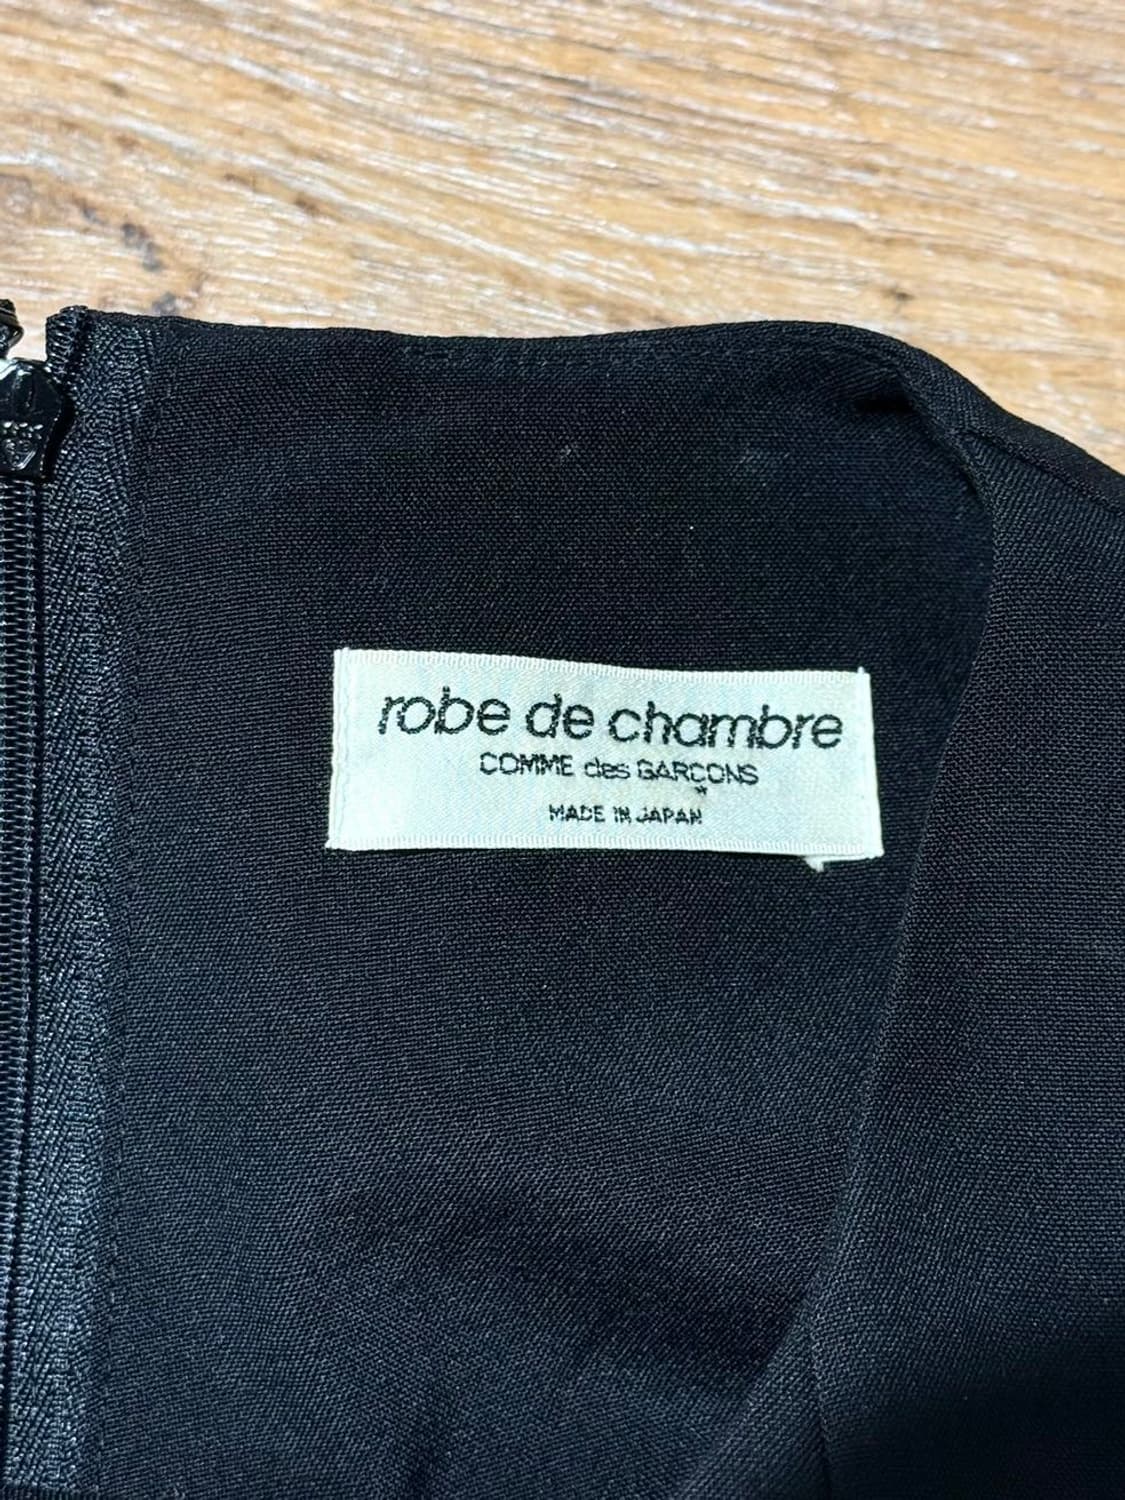 robe de chambre
COMME des GARÇONS
MADE IN JAPAN